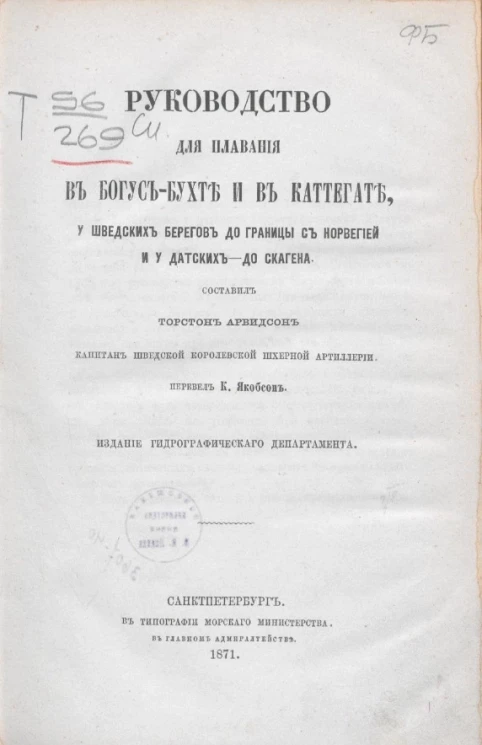 ФБ
Т 56
269 Си
РУКОВОДСТВО
ДЛЯ ПЛАВАНІЯ
ВЪ БОГУСЪ-БУХТѢ И ВЪ КАТТЕГАТѢ,
У ШВЕДСКИХЪ БЕРЕГОВЪ ДО ГРАНИЦЫ СЪ НОРВЕГІЕЙ
И У ДАТСКИХЪ—ДО СКАГЕНА.
СОСТАВИЛЪ
ТОРСТОНЪ АРВИДСОНЪ
КАПИТАНЪ ШВЕДСКОЙ КОРОЛЕВСКОЙ ШХЕРНОЙ АРТИЛЛЕРІИ.
ПЕРЕВЕЛЪ К. Якобсонъ.
ИЗДАНІЕ ГИДРОГРАФИЧЕСКАГО ДЕПАРТАМЕНТА.
САНКТПЕТЕРБУРГЪ.
ВЪ ТИПОГРАФІИ МОРСКАГО МИНИСТЕРСТВА.
ВЪ ГЛАВНОМЪ АДМИРАЛТЕЙСТВѢ.
1871.